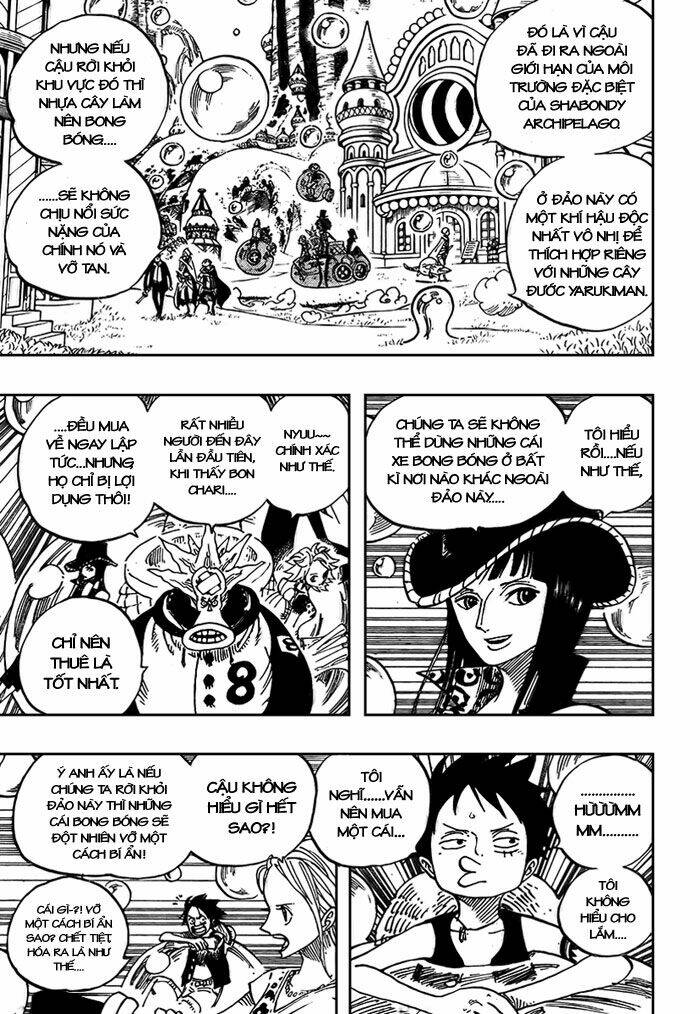 ĐÓ LÀ VÌ CẬU
ĐÃ ĐI RA NGOÀI
GIỚI HẠN CỦA MÔI
TRƯỜNG ĐẶC BIỆT
CỦA SHABONDY
ARCHIPELAGO.
NHƯNG NẾU
CẬU RỜI KHỎI
KHU VỰC ĐÓ THÌ
NHỰA CÂY LÀM
NÊN BONG
BÓNG....
Ở ĐẢO NÀY CÓ
MỘT KHÍ HẬU ĐỘC
NHẤT VÔ NHỊ ĐỂ
THÍCH HỢP RIÊNG
VỚI NHỮNG CÂY
ĐƯỚC YARUKIMAN.
......SẼ KHÔNG
CHỊU NỔI SỨC
NẶNG CỦA
CHÍNH NÓ VÀ
VỠ TAN.
TÔI HIỂU
RỒI....NẾU
NHƯ THẾ,
CHÚNG TA SẼ KHÔNG
THỂ DÙNG NHỮNG CÁI
XE BONG BÓNG Ở BẤT
KÌ NƠI NÀO KHÁC NGOÀI
ĐẢO NÀY.....
NYUU~~
CHÍNH XÁC
NHƯ THẾ.
RẤT NHIỀU
NGƯỜI ĐẾN ĐÂY
LẦN ĐẦU TIÊN,
KHI THẤY BON
CHARI....
....ĐỀU MUA
VỀ NGAY LẬP
TỨC...NHƯNG,
HỌ CHỈ BỊ LỢI
DỤNG THÔI!
CHỈ NÊN
THUÊ LÀ
TỐT NHẤT.
8
8
................
HỪỪỪMM
MM..........
TÔI
KHÔNG
HIỂU CHO
LẮM....
TÔI
NGHĨ......VẪN
NÊN MUA
MỘT CÁI...
CẬU KHÔNG
HIỂU GÌ HẾT
SAO?!
Ý ANH ẤY LÀ NẾU
CHÚNG TA RỜI KHỎI
ĐẢO NÀY THÌ NHỮNG
CÁI BONG BÓNG SẼ
ĐỘT NHIÊN VỠ MỘT
CÁCH BÍ ẨN!
CÁI GÌ-?! VỠ
MỘT CÁCH BÍ ẨN
SAO? CHẾT TIỆT,
HÓA RA LÀ NHƯ
THẾ....